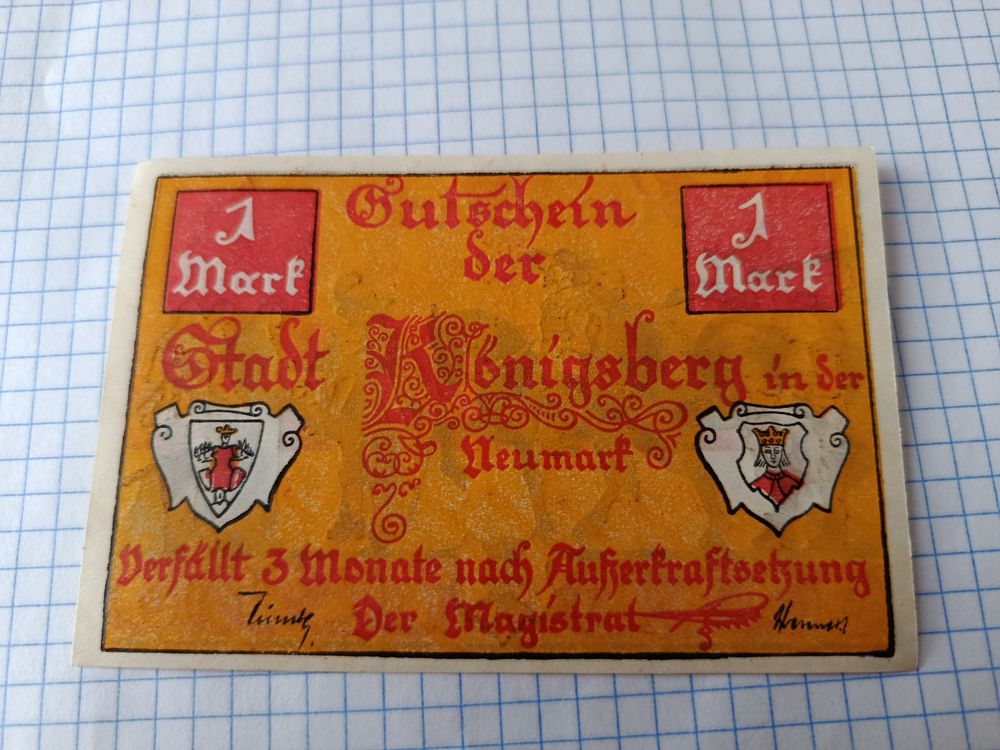 1
Mark
Gutschein
der
1
Mark
Stadt Königsberg in der
Neumark
Verfällt 3 Monate nach Außerkraftsetzung
Der Magistrat